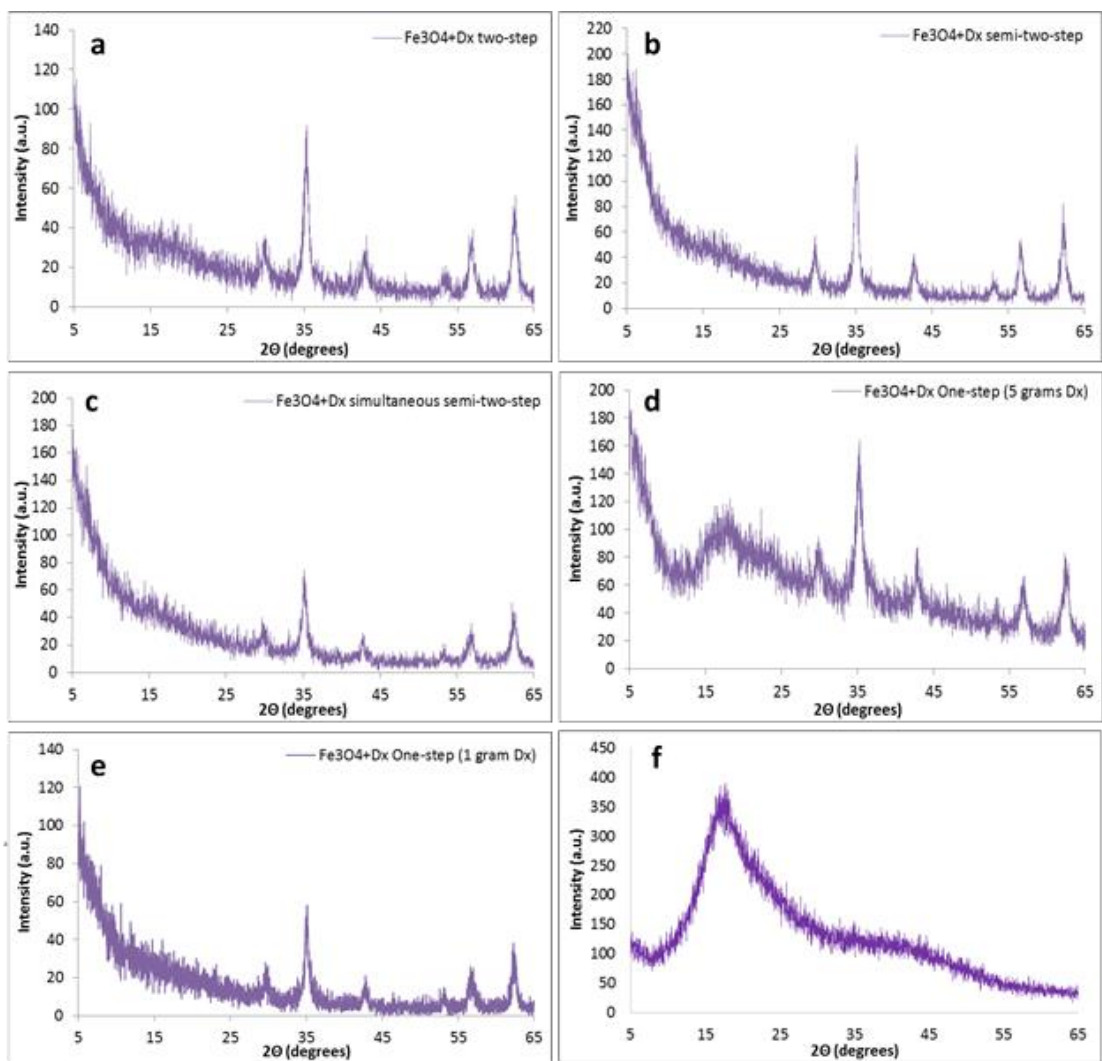 a
Fe3O4+Dx two-step
140
120
100
80
60
40
20
0
Intensity (a.u.)
5 15 25 35 45 55 65
2Θ (degrees)
b
Fe3O4+Dx semi-two-step
220
200
180
160
140
120
100
80
60
40
20
0
Intensity (a.u.)
5 15 25 35 45 55 65
2Θ (degrees)
c
Fe3O4+Dx simultaneous semi-two-step
200
180
160
140
120
100
80
60
40
20
0
Intensity (a.u.)
5 15 25 35 45 55 65
2Θ (degrees)
d
Fe3O4+Dx One-step (5 grams Dx)
200
180
160
140
120
100
80
60
40
20
0
Intensity (a.u.)
5 15 25 35 45 55 65
2Θ (degrees)
e
Fe3O4+Dx One-step (1 gram Dx)
140
120
100
80
60
40
20
0
Intensity (a.u.)
5 15 25 35 45 55 65
2Θ (degrees)
f
450
400
350
300
250
200
150
100
50
0
Intensity (a.u.)
5 15 25 35 45 55 65
2Θ (degrees)